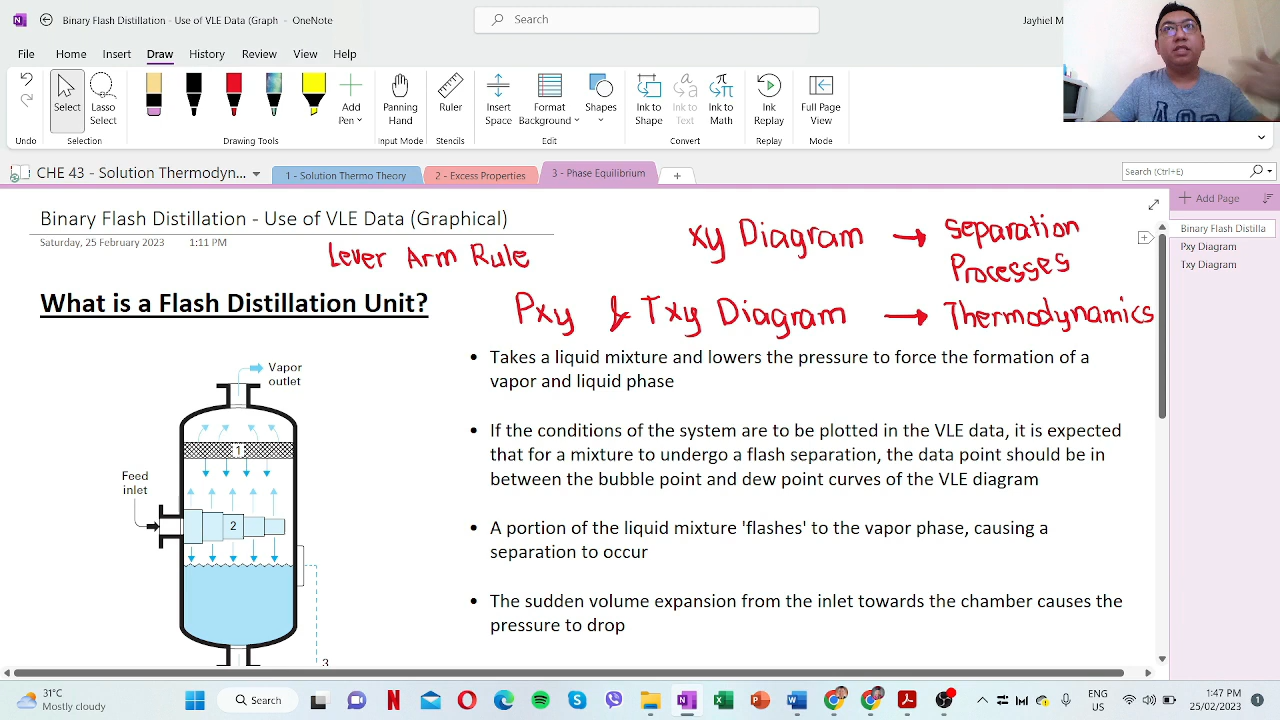 Binary Flash Distillation - Use of VLE Data (Graph - OneNote
Search
Jayhiel M
File Home Insert Draw History Review View Help
Undo
Select
Lasso Select
Add Pen
Panning Hand
Ruler
Insert Space
Format Background
Shapes
Ink to Shape
Ink to Text
Ink to Math
Ink Replay
Full Page View
Selection Drawing Tools Input Mode Stencils Edit Convert Replay Mode
CHE 43 - Solution Thermodyn...
1 - Solution Thermo Theory
2 - Excess Properties
3 - Phase Equilibrium
Search (Ctrl+E)
Add Page
Binary Flash Distilla
Pxy Diagram
Txy Diagram
Binary Flash Distillation - Use of VLE Data (Graphical)
Saturday, 25 February 2023 1:11 PM
Lever Arm Rule
xy Diagram → Separation
Processes
Pxy & Txy Diagram → Thermodynamics
What is a Flash Distillation Unit?
Vapor
outlet
1
Feed
inlet
2
3
• Takes a liquid mixture and lowers the pressure to force the formation of a
vapor and liquid phase
• If the conditions of the system are to be plotted in the VLE data, it is expected
that for a mixture to undergo a flash separation, the data point should be in
between the bubble point and dew point curves of the VLE diagram
• A portion of the liquid mixture 'flashes' to the vapor phase, causing a
separation to occur
• The sudden volume expansion from the inlet towards the chamber causes the
pressure to drop
31°C
Mostly cloudy
Search
ENG
US
1:47 PM
25/02/2023